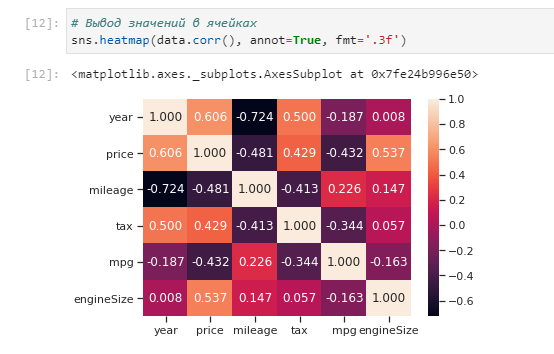 [12]: # Вывод значений в ячейках
sns.heatmap(data.corr(), annot=True, fmt='.3f')
[12]: <matplotlib.axes._subplots.AxesSubplot at 0x7fe24b996e50>
year 1.000 0.606 -0.724 0.500 -0.187 0.008
price 0.606 1.000 -0.481 0.429 -0.432 0.537
mileage -0.724 -0.481 1.000 -0.413 0.226 0.147
tax 0.500 0.429 -0.413 1.000 -0.344 0.057
mpg -0.187 -0.432 0.226 -0.344 1.000 -0.163
engineSize 0.008 0.537 0.147 0.057 -0.163 1.000
year price mileage tax mpg engineSize
1.0
0.8
0.6
0.4
0.2
0.0
−0.2
−0.4
−0.6